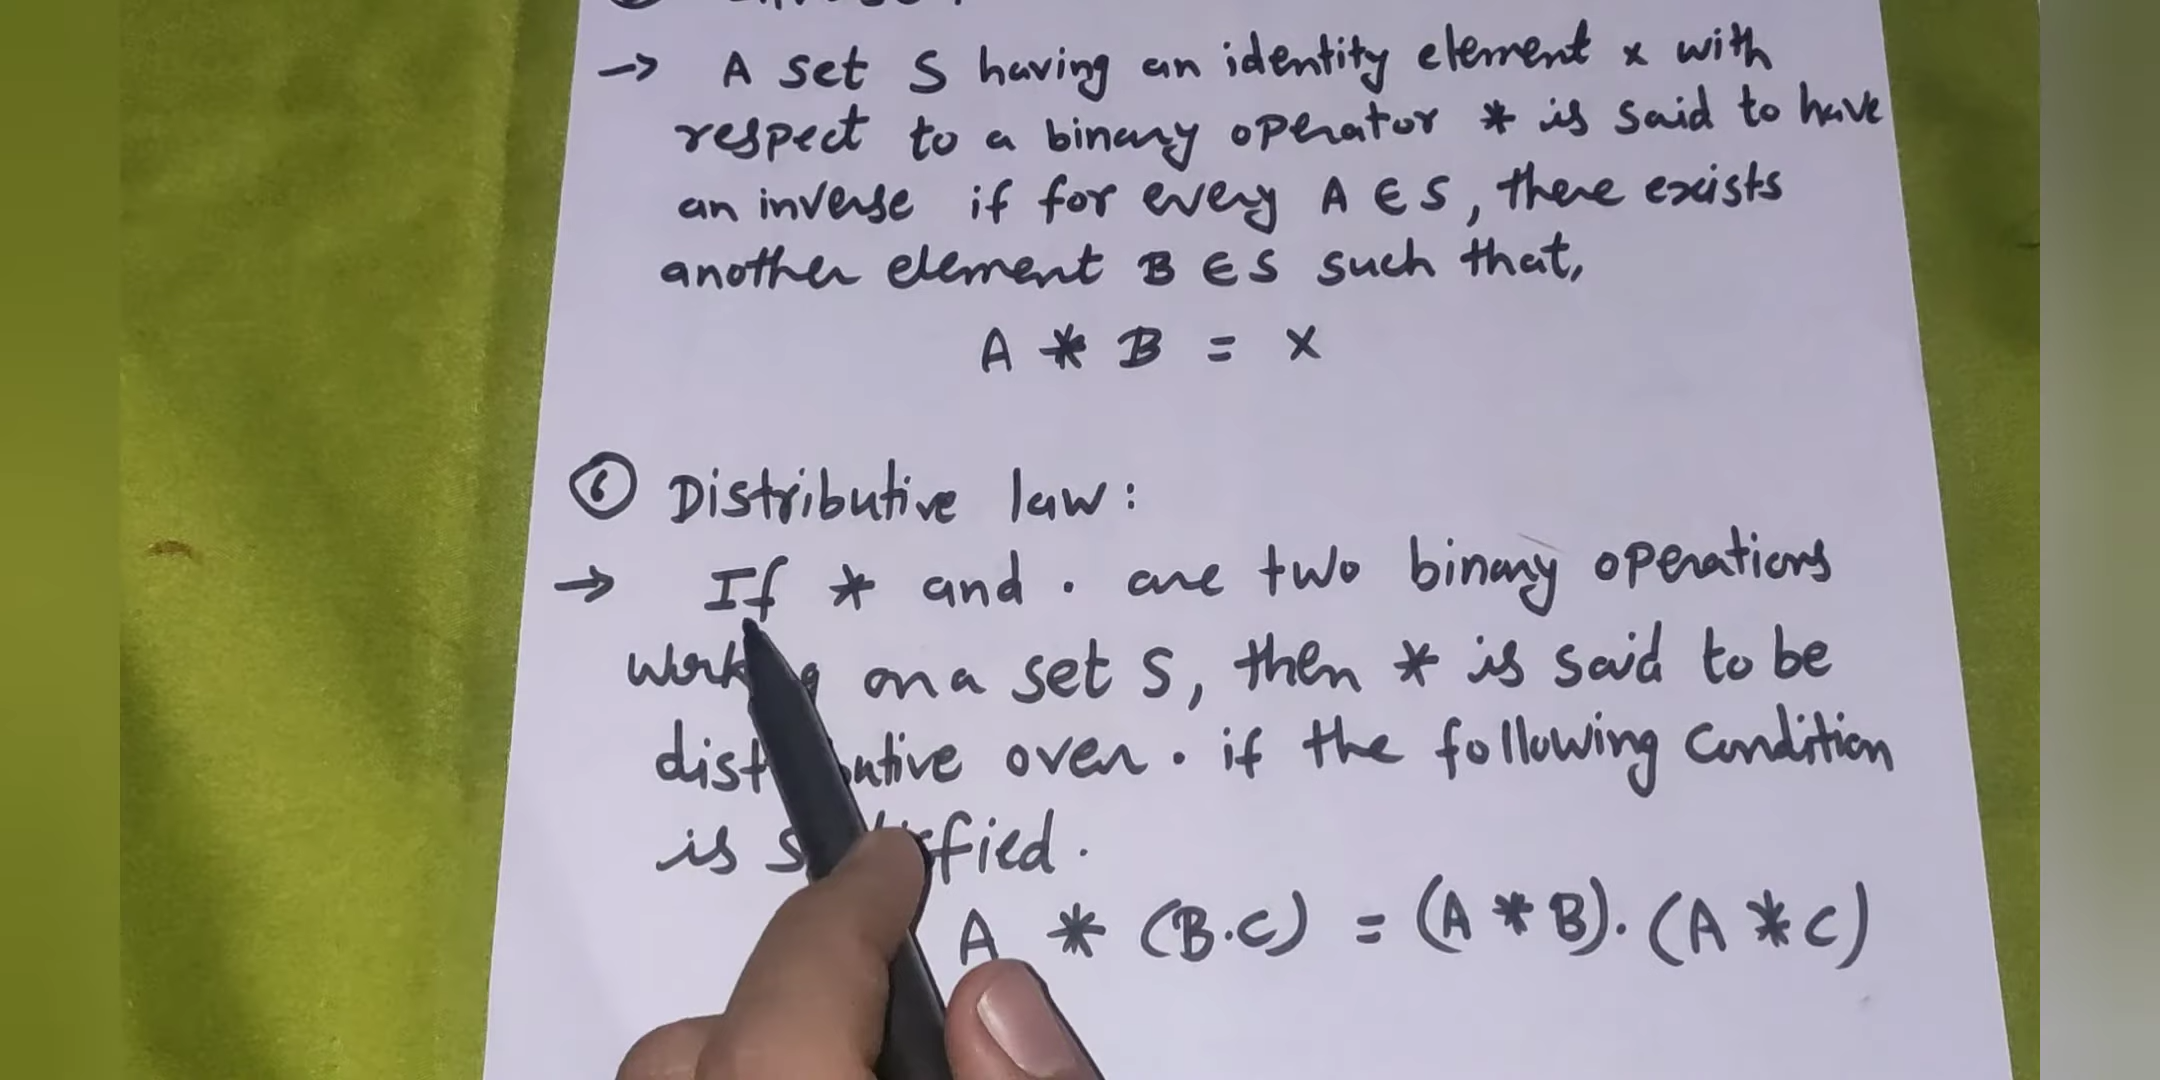 → A set S having an identity element x with
respect to a binary operator * is said to have
an inverse if for every A ∈ S, there exists
another element B ∈ S such that,
A * B = x
⑥ Distributive law:
→ If * and . are two binary operations
on a set S, then * is said to be
over . if the following condition
is
A * (B.C) = (A * B). (A * C)